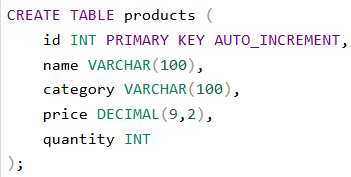 CREATE TABLE products (
    id INT PRIMARY KEY AUTO_INCREMENT,
    name VARCHAR(100),
    category VARCHAR(100),
    price DECIMAL(9,2),
    quantity INT
);